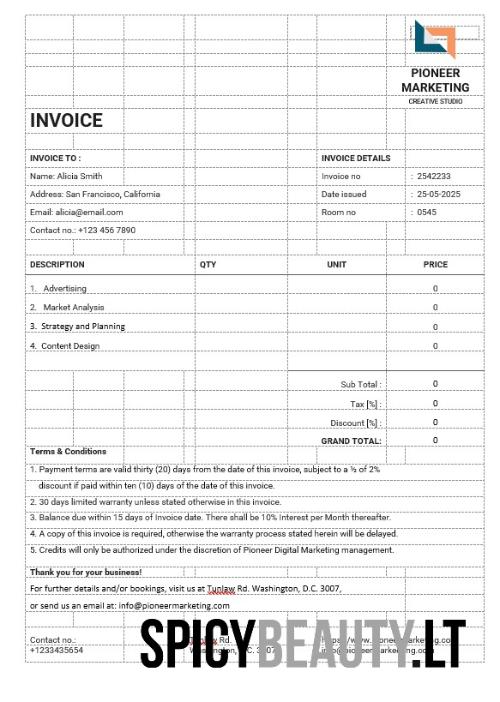 PIONEER
MARKETING
CREATIVE STUDIO
INVOICE
INVOICE TO : INVOICE DETAILS
Name: Alicia Smith Invoice no : 2542233
Address: San Francisco, California Date issued : 25-05-2025
Email: alicia@email.com Room no : 0545
Contact no.: +123 456 7890
DESCRIPTION QTY UNIT PRICE
1. Advertising 0
2. Market Analysis 0
3. Strategy and Planning 0
4. Content Design 0
Sub Total : 0
Tax [%] : 0
Discount [%] : 0
GRAND TOTAL: 0
Terms & Conditions
1. Payment terms are valid thirty (20) days from the date of this invoice, subject to a ½ of 2%
discount if paid within ten (10) days of the date of this invoice.
2. 30 days limited warranty unless stated otherwise in this invoice.
3. Balance due within 15 days of Invoice date. There shall be 10% Interest per Month thereafter.
4. A copy of this invoice is required, otherwise the warranty process stated herein will be delayed.
5. Credits will only be authorized under the discretion of Pioneer Digital Marketing management.
Thank you for your business!
For further details and/or bookings, visit us at Tunlaw Rd. Washington, D.C. 3007,
or send us an email at: info@pioneermarketing.com
Contact no.: Rd.
+1233435654
SPICYBEAUTY.LT